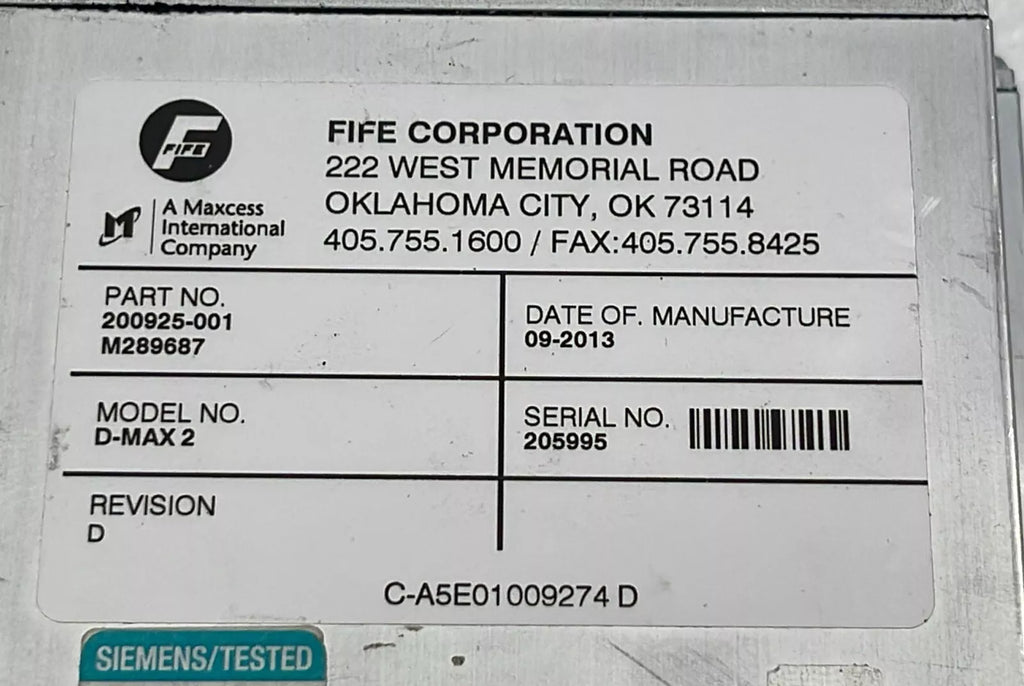 FIFE
A Maxcess
International
Company
FIFE CORPORATION
222 WEST MEMORIAL ROAD
OKLAHOMA CITY, OK 73114
405.755.1600 / FAX:405.755.8425
PART NO.
200925-001
M289687
DATE OF. MANUFACTURE
09-2013
MODEL NO.
D-MAX 2
SERIAL NO.
205995
REVISION
D
C-A5E01009274 D
SIEMENS/TESTED